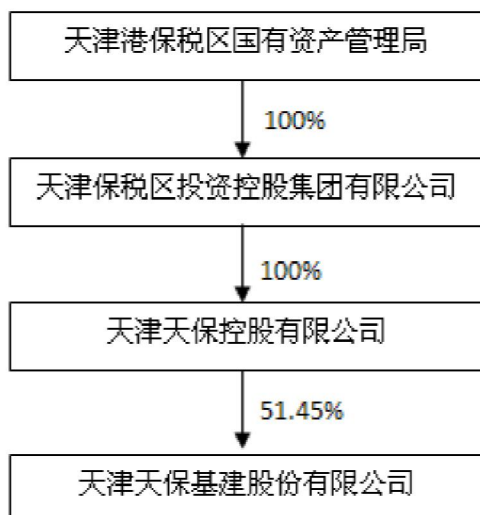 天津港保税区国有资产管理局
100%
天津保税区投资控股集团有限公司
100%
天津天保控股有限公司
51.45%
天津天保基建股份有限公司